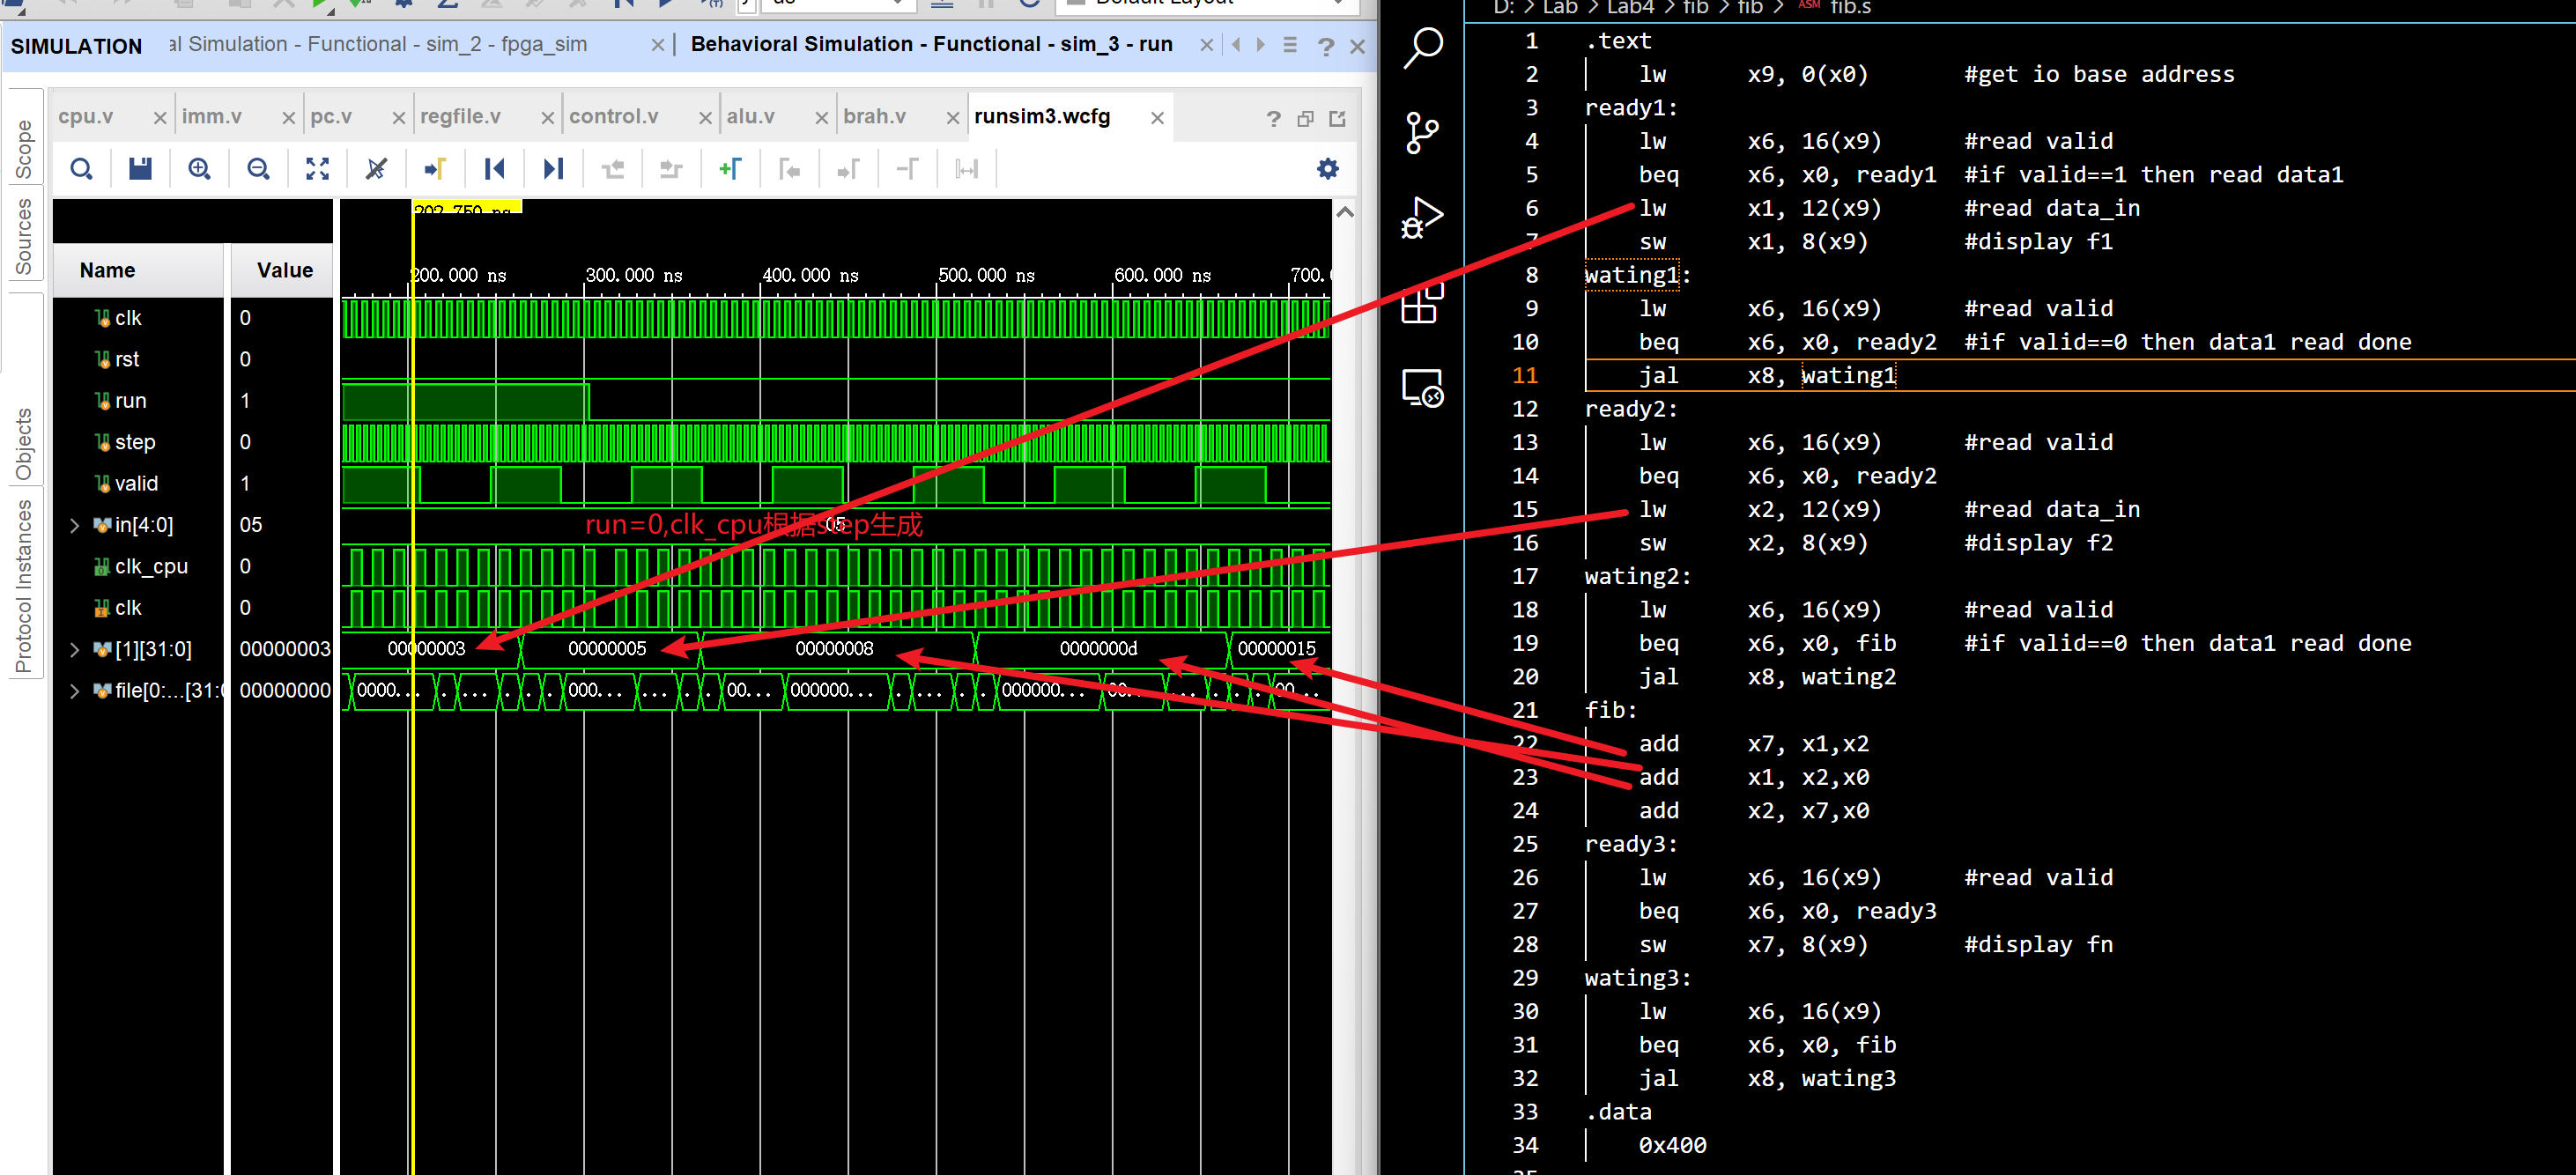 Default Layout
SIMULATION
al Simulation - Functional - sim_2 - fpga_sim
Behavioral Simulation - Functional - sim_3 - run
?
Scope
Sources
Objects
Protocol Instances
cpu.v
imm.v
pc.v
regfile.v
control.v
alu.v
brah.v
runsim3.wcfg
?
202.750 ns
Name
Value
200.000 ns
300.000 ns
400.000 ns
500.000 ns
600.000 ns
700.
clk 0
rst 0
run 1
step 0
valid 1
in[4:0] 05
05
run=0,clk_cpu根据step生成
clk_cpu 0
clk 0
[1][31:0] 00000003
00000003
00000005
00000008
0000000d
00000015
file[0:...[31:0 00000000
0000...
000...
00...
000000...
000000...
00...
00...
D: > Lab > Lab4 > fib > fib > ASM fib.s
1 .text
2 lw x9, 0(x0) #get io base address
3 ready1:
4 lw x6, 16(x9) #read valid
5 beq x6, x0, ready1 #if valid==1 then read data1
6 lw x1, 12(x9) #read data_in
7 sw x1, 8(x9) #display f1
8 wating1:
9 lw x6, 16(x9) #read valid
10 beq x6, x0, ready2 #if valid==0 then data1 read done
11 jal x8, wating1
12 ready2:
13 lw x6, 16(x9) #read valid
14 beq x6, x0, ready2
15 lw x2, 12(x9) #read data_in
16 sw x2, 8(x9) #display f2
17 wating2:
18 lw x6, 16(x9) #read valid
19 beq x6, x0, fib #if valid==0 then data1 read done
20 jal x8, wating2
21 fib:
22 add x7, x1,x2
23 add x1, x2,x0
24 add x2, x7,x0
25 ready3:
26 lw x6, 16(x9) #read valid
27 beq x6, x0, ready3
28 sw x7, 8(x9) #display fn
29 wating3:
30 lw x6, 16(x9)
31 beq x6, x0, fib
32 jal x8, wating3
33 .data
34 0x400